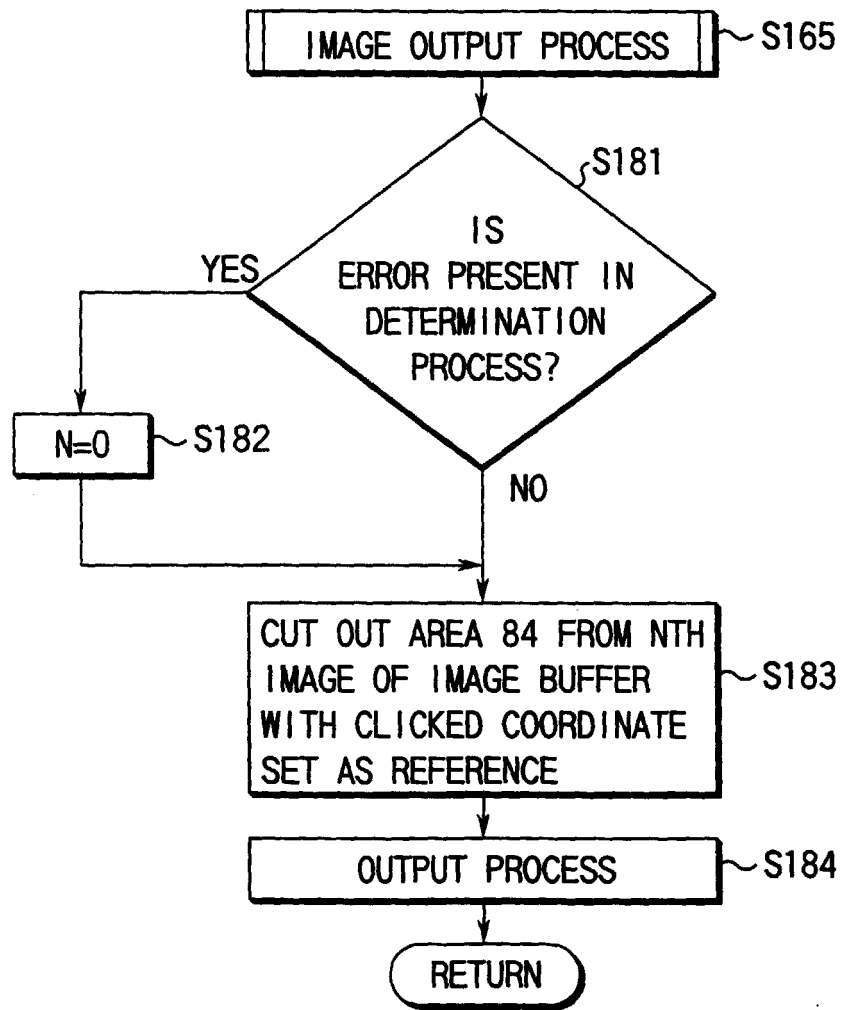 IMAGE OUTPUT PROCESS
S165
S181
IS
ERROR PRESENT IN
DETERMINATION
PROCESS?
YES
N=0
S182
NO
CUT OUT AREA 84 FROM NTH
IMAGE OF IMAGE BUFFER
WITH CLICKED COORDINATE
SET AS REFERENCE
S183
OUTPUT PROCESS
S184
RETURN